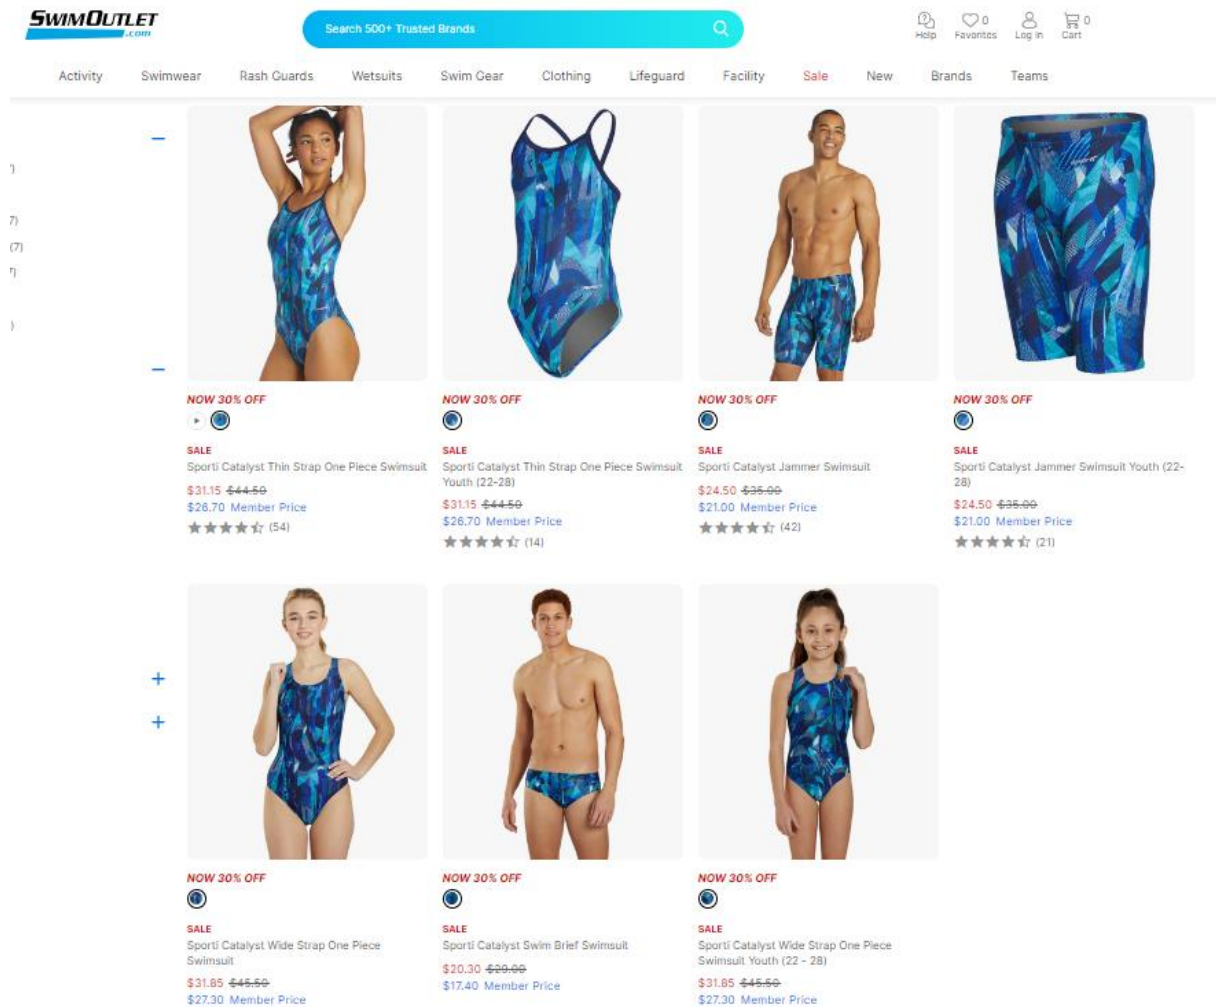 SWIMOUTLET
.com
Search 500+ Trusted Brands
0
0
Help
Favorites
Log In
Cart
Activity
Swimwear
Rash Guards
Wetsuits
Swim Gear
Clothing
Lifeguard
Facility
Sale
New
Brands
Teams
7)
(7)
NOW 30% OFF
SALE
Sporti Catalyst Thin Strap One Piece Swimsuit
$31.15 $44.50
$26.70 Member Price
(54)
NOW 30% OFF
SALE
Sporti Catalyst Thin Strap One Piece Swimsuit
Youth (22-28)
$31.15 $44.50
$26.70 Member Price
(14)
NOW 30% OFF
SALE
Sporti Catalyst Jammer Swimsuit
$24.50 $35.00
$21.00 Member Price
(42)
NOW 30% OFF
SALE
Sporti Catalyst Jammer Swimsuit Youth (22-
28)
$24.50 $35.00
$21.00 Member Price
(21)
NOW 30% OFF
SALE
Sporti Catalyst Wide Strap One Piece
Swimsuit
$31.85 $45.50
$27.30 Member Price
NOW 30% OFF
SALE
Sporti Catalyst Swim Brief Swimsuit
$20.30 $29.00
$17.40 Member Price
NOW 30% OFF
SALE
Sporti Catalyst Wide Strap One Piece
Swimsuit Youth (22 - 28)
$31.85 $45.50
$27.30 Member Price